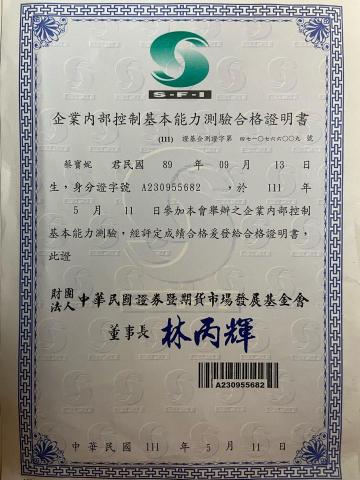 S-F-I
企業內部控制基本能力測驗合格證明書
(111) 證基企測證字第 四七一〇七六六〇〇九 號
蔡寶妮 君民國 89 年 09 月 13 日
生,身分證字號 A230955682 ,於 111 年
5 月 11 日參加本會舉辦之企業內部控制
基本能力測驗,經評定成績合格爰發給合格證明書,
此證
財團法人中華民國證券暨期貨市場發展基金會
董事長 林丙輝
A230955682
中華民國 111 年 5 月 11 日